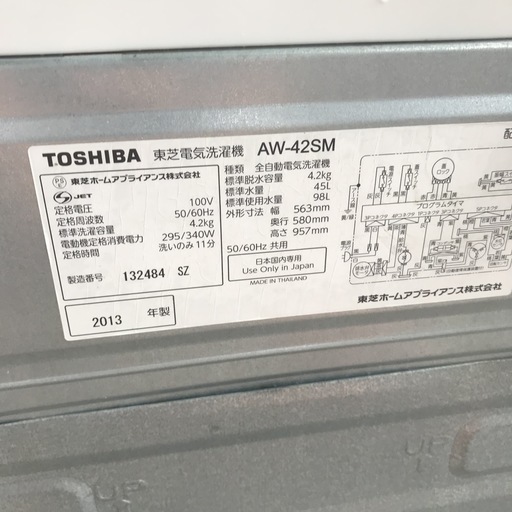 TOSHIBA 東芝電気洗濯機 AW-42SM
東芝ホームアプライアンス株式会社
JET
定格電圧 100V
定格周波数 50/60Hz
標準洗濯容量 4.2kg
電動機定格消費電力 295/340W
定格時間 洗いのみ 11分
製造番号 132484 SZ
2013 年製
種類 全自動電気洗濯機
標準脱水容量 4.2kg
標準水量 45L
標準使用水量 98L
外形寸法 幅 563mm
奥行 580mm
高さ 957mm
50/60Hz 共用
日本国内専用
Use Only in Japan
MADE IN THAILAND
配
プログラムタイマ
東芝ホームアプライアンス株式会社
UP
UP